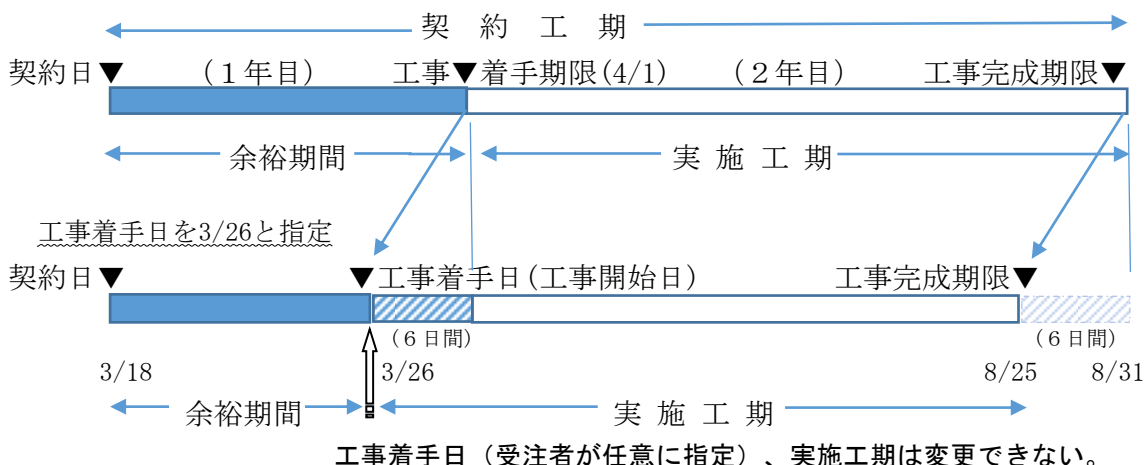 契 約 工 期
契約日▼ (１年目) 工事▼着手期限(4/1) (２年目) 工事完成期限▼
余裕期間 実 施 工 期
工事着手日を3/26と指定
契約日▼ ▼工事着手日(工事開始日) 工事完成期限▼
(６日間) (６日間)
3/18 3/26 8/25 8/31
余裕期間 実 施 工 期
工事着手日（受注者が任意に指定）、実施工期は変更できない。